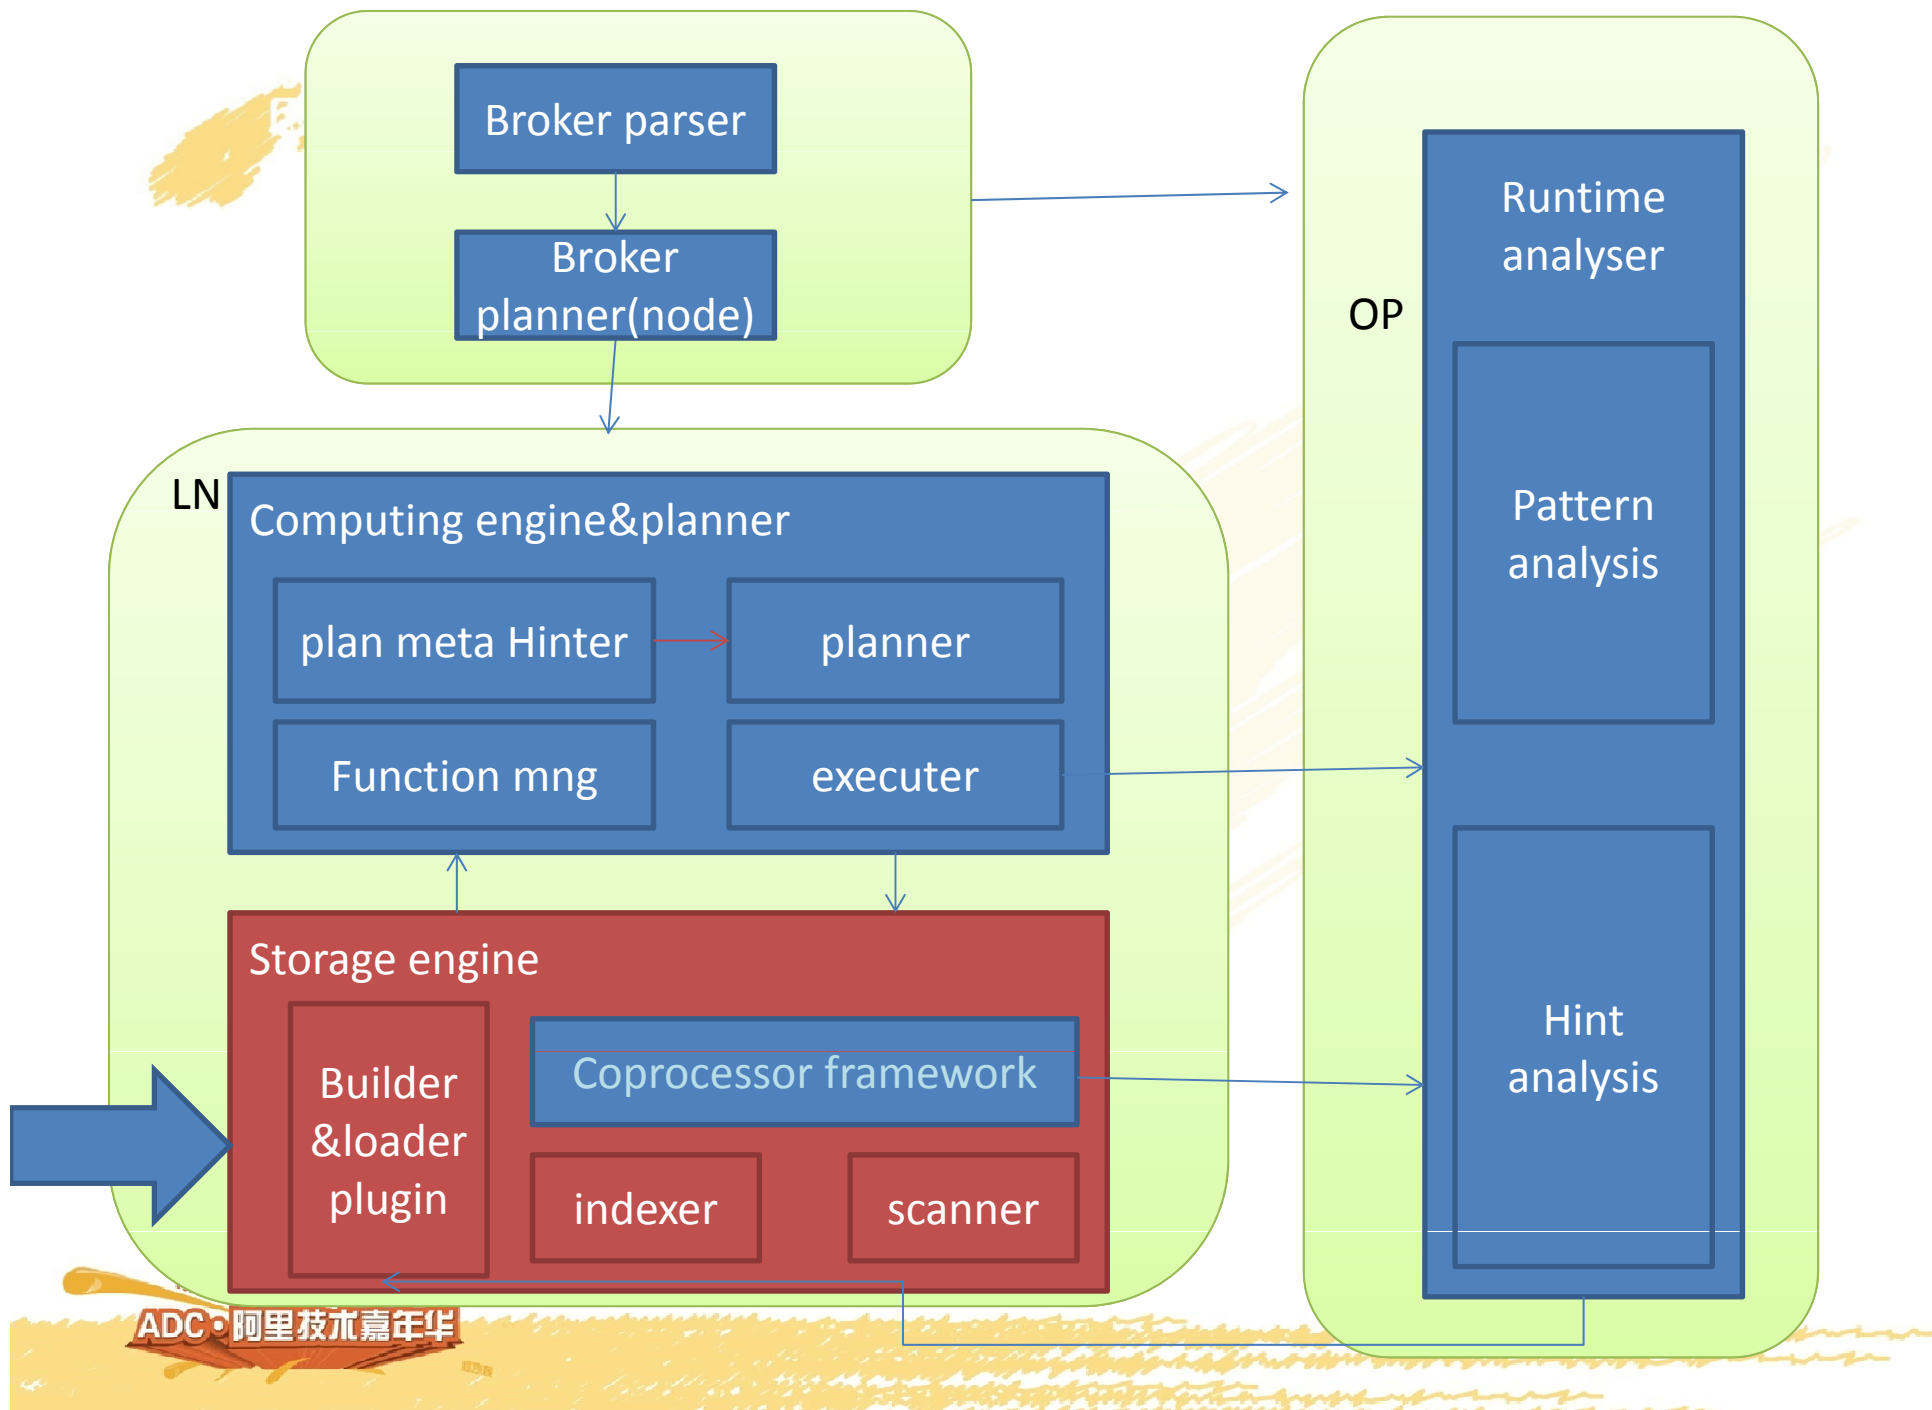 Broker parser
Broker
planner(node)
LN
Computing engine&planner
plan meta Hinter
planner
Function mng
executer
Storage engine
Builder
&loader
plugin
Coprocessor framework
indexer
scanner
OP
Runtime
analyser
Pattern
analysis
Hint
analysis
ADC•阿里技术嘉年华